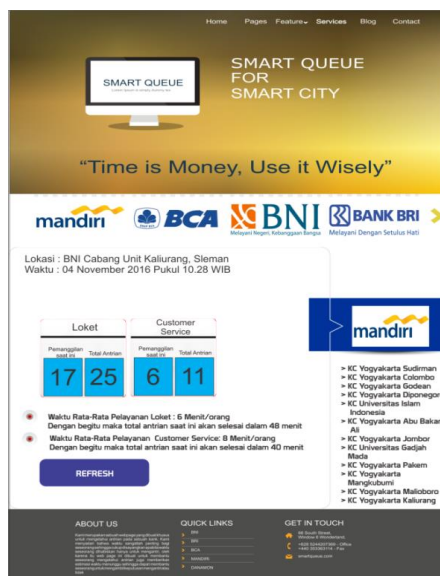 Home Pages Feature Services Blog Contact
SMART QUEUE
FOR
SMART CITY
SMART QUEUE
“Time is Money, Use it Wisely”
mandiri BCA BNI BANK BRI
Melayani Negeri, Kebanggaan Bangsa Melayani Dengan Setulus Hati
Lokasi : BNI Cabang Unit Kaliurang, Sleman
Waktu : 04 November 2016 Pukul 10.28 WIB
Loket
Pemanggilan saat ini Total Antrian
17 25
Customer
Service
Pemanggilan saat ini Total Antrian
6 11
Waktu Rata-Rata Pelayanan Loket : 6 Menit/orang
Dengan begitu maka total antrian saat ini akan selesai dalam 48 menit
Waktu Rata-Rata Pelayanan Customer Service: 8 Menit/orang
Dengan begitu maka total antrian saat ini akan selesai dalam 40 menit
REFRESH
mandiri
> KC Yogyakarta Sudirman
> KC Yogyakarta Colombo
> KC Yogyakarta Godean
> KC Yogyakarta Diponegor
> KC Universitas Islam
Indonesia
> KC Yogyakarta Abu Bakar
Ali
> KC Yogyakarta Jombor
> KC Universitas Gadjah
Mada
> KC Yogyakarta Pakem
> KC Yogyakarta
Mangkubumi
> KC Yogyakarta Malioboro
> KC Yogyakarta Kaliurang
ABOUT US
QUICK LINKS
BNI
BRI
BCA
MANDIRI
DANAMON
GET IN TOUCH